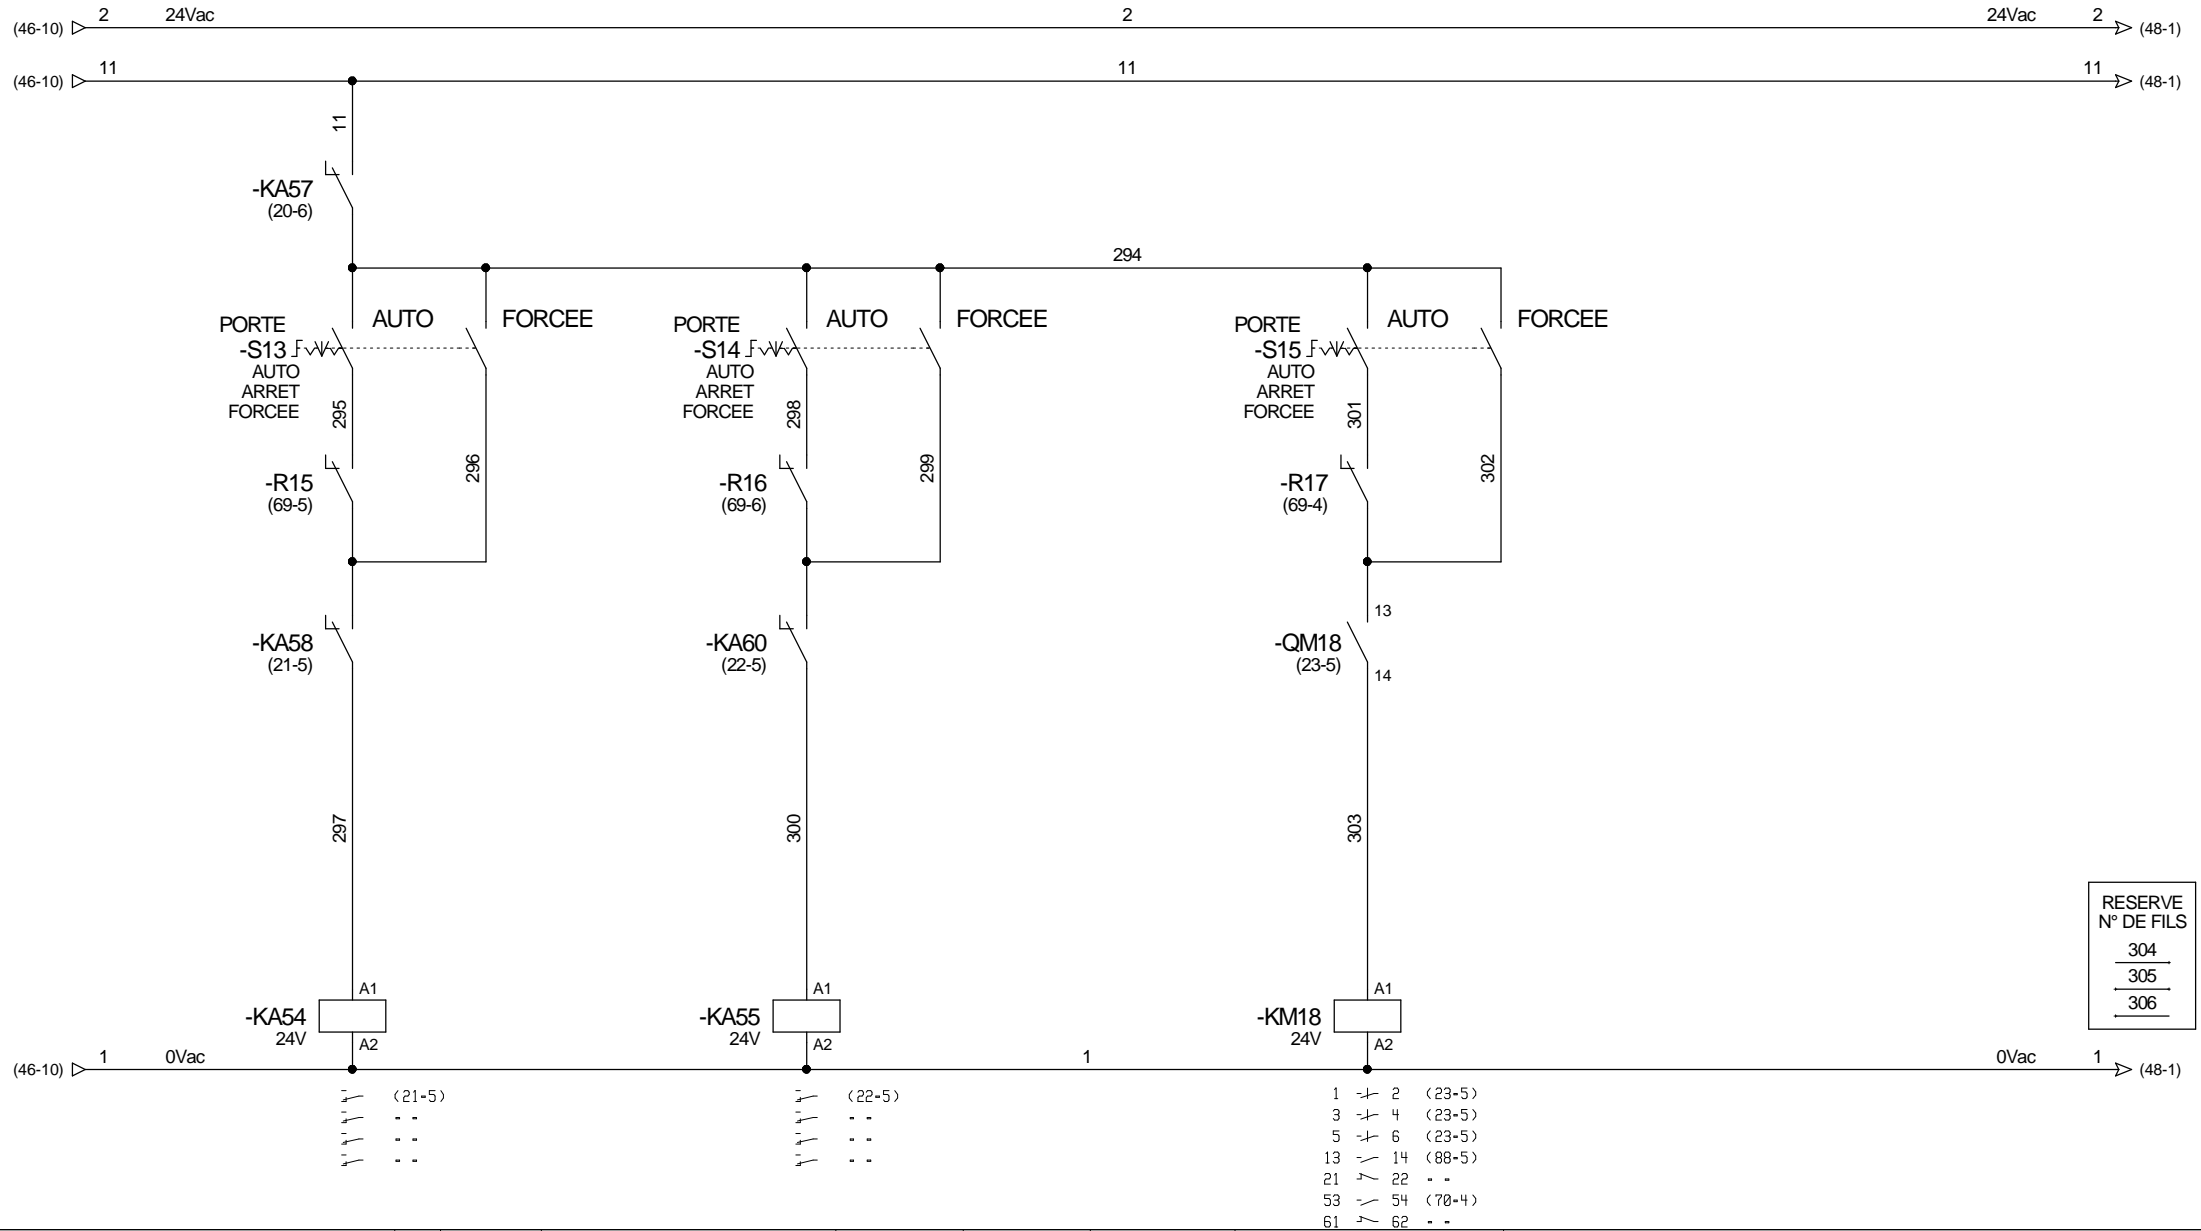 2 24Vac 2 24Vac 2
(46-10) (48-1)
11 11 11
(46-10) (48-1)
11
-KA57
(20-6)
294
PORTE AUTO FORCEE
-S13
AUTO
ARRET
FORCEE
295
296
-R15
(69-5)
-KA58
(21-5)
297
A1
-KA54
24V
A2
PORTE AUTO FORCEE
-S14
AUTO
ARRET
FORCEE
298
299
-R16
(69-6)
-KA60
(22-5)
300
A1
-KA55
24V
A2
PORTE AUTO FORCEE
-S15
AUTO
ARRET
FORCEE
301
302
-R17
(69-4)
13
-QM18
(23-5)
14
303
A1
-KM18
24V
A2
RESERVE
N° DE FILS
304
305
306
1 0Vac 1 0Vac 1
(46-10) (48-1)
(21-5)
- -
- -
- -
(22-5)
- -
- -
- -
1 2 (23-5)
3 4 (23-5)
5 6 (23-5)
13 14 (88-5)
21 22 - -
53 54 (70-4)
61 62 - -